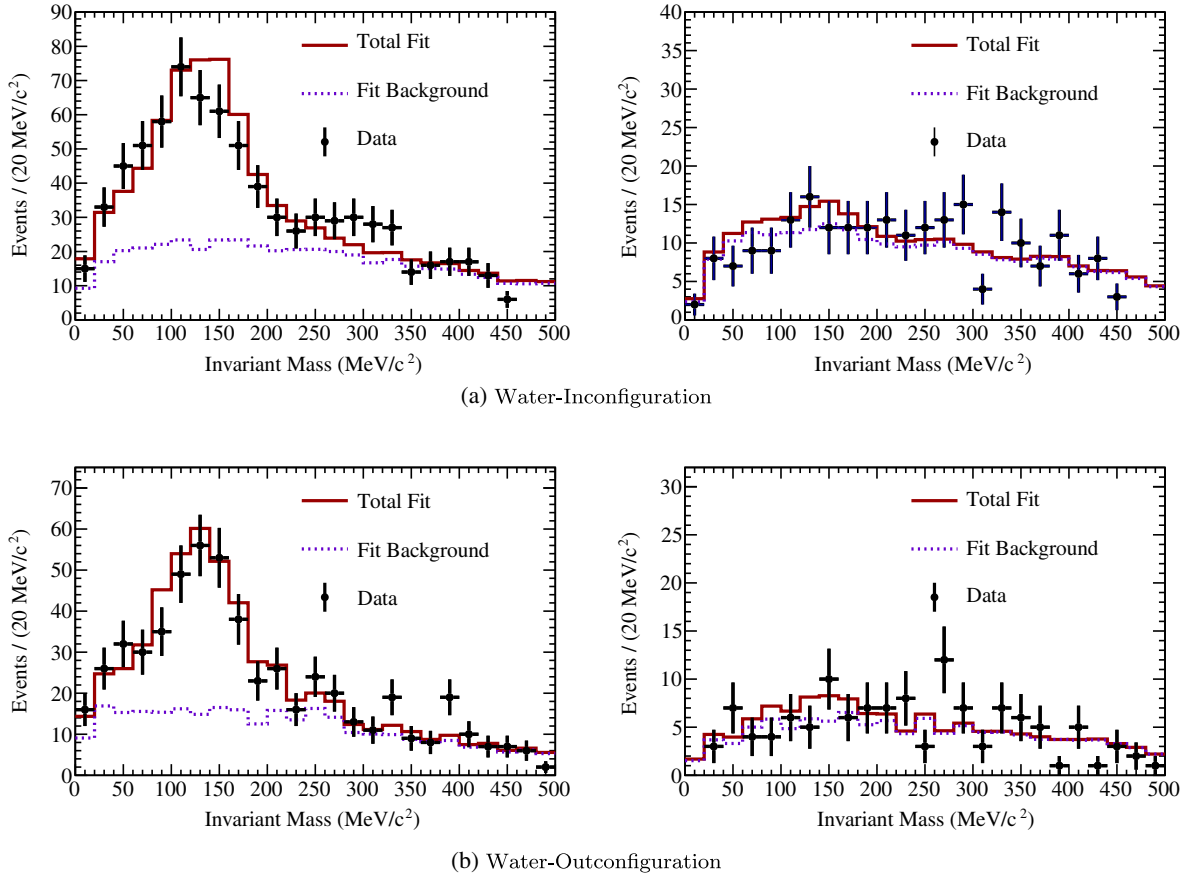 80
70
60
50
40
30
20
10
0
Events / (20 MeV/c²)
Total Fit
Fit Background
Data
0 50 100 150 200 250 300 350 400 450 500
Invariant Mass (MeV/c²)
40
35
30
25
20
15
10
5
0
Events / (20 MeV/c²)
Total Fit
Fit Background
Data
0 50 100 150 200 250 300 350 400 450 500
Invariant Mass (MeV/c²)
(a) Water-Inconfiguration
70
60
50
40
30
20
10
0
Events / (20 MeV/c²)
Total Fit
Fit Background
Data
0 50 100 150 200 250 300 350 400 450 500
Invariant Mass (MeV/c²)
30
25
20
15
10
5
0
Events / (20 MeV/c²)
Total Fit
Fit Background
Data
0 50 100 150 200 250 300 350 400 450 500
Invariant Mass (MeV/c²)
(b) Water-Outconfiguration